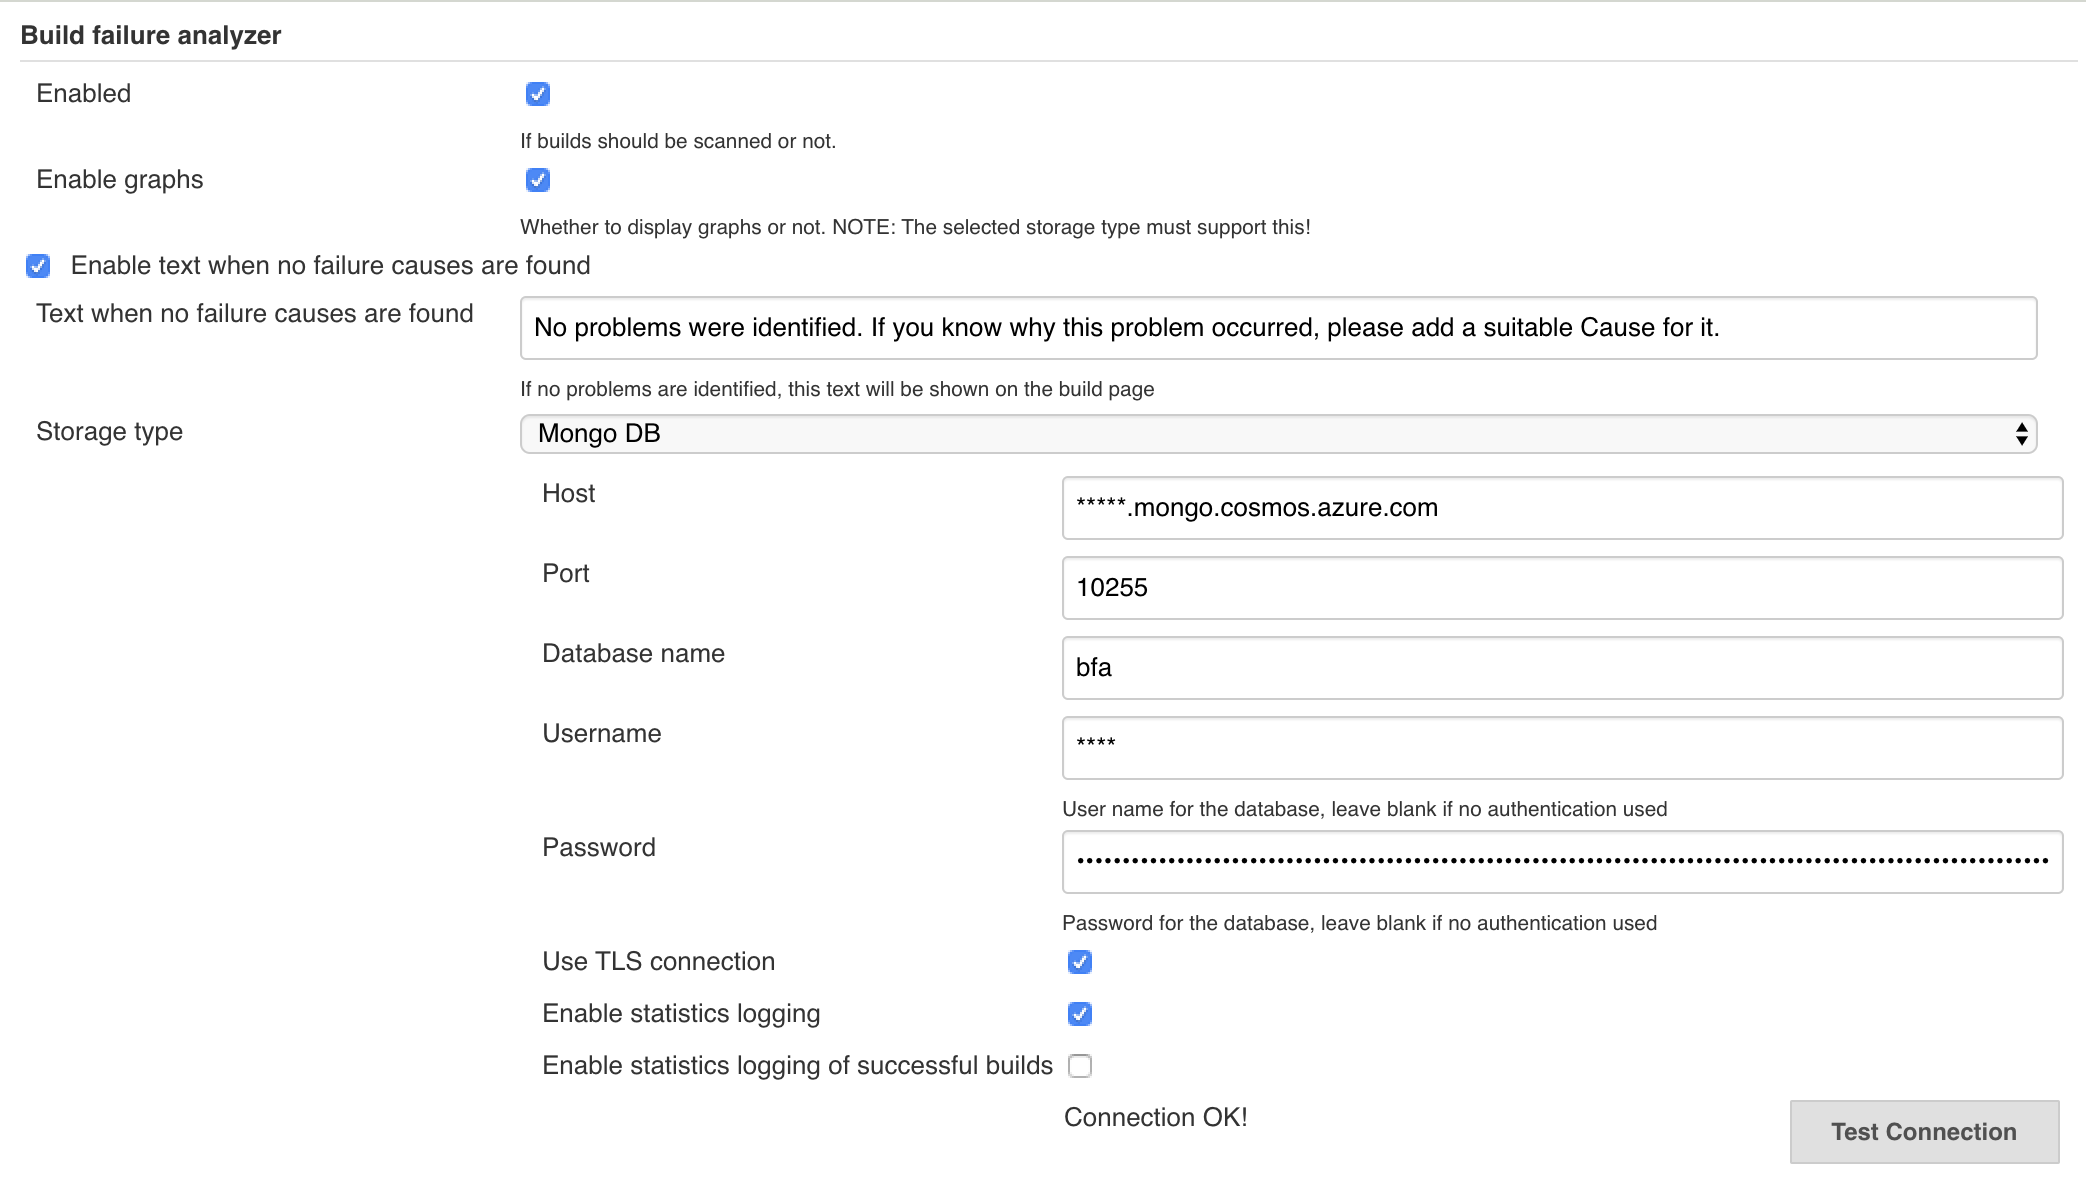 Build failure analyzer
Enabled
If builds should be scanned or not.
Enable graphs
Whether to display graphs or not. NOTE: The selected storage type must support this!
Enable text when no failure causes are found
Text when no failure causes are found
No problems were identified. If you know why this problem occurred, please add a suitable Cause for it.
If no problems are identified, this text will be shown on the build page
Storage type
Mongo DB
Host
*****.mongo.cosmos.azure.com
Port
10255
Database name
bfa
Username
****
User name for the database, leave blank if no authentication used
Password
Password for the database, leave blank if no authentication used
Use TLS connection
Enable statistics logging
Enable statistics logging of successful builds
Connection OK!
Test Connection